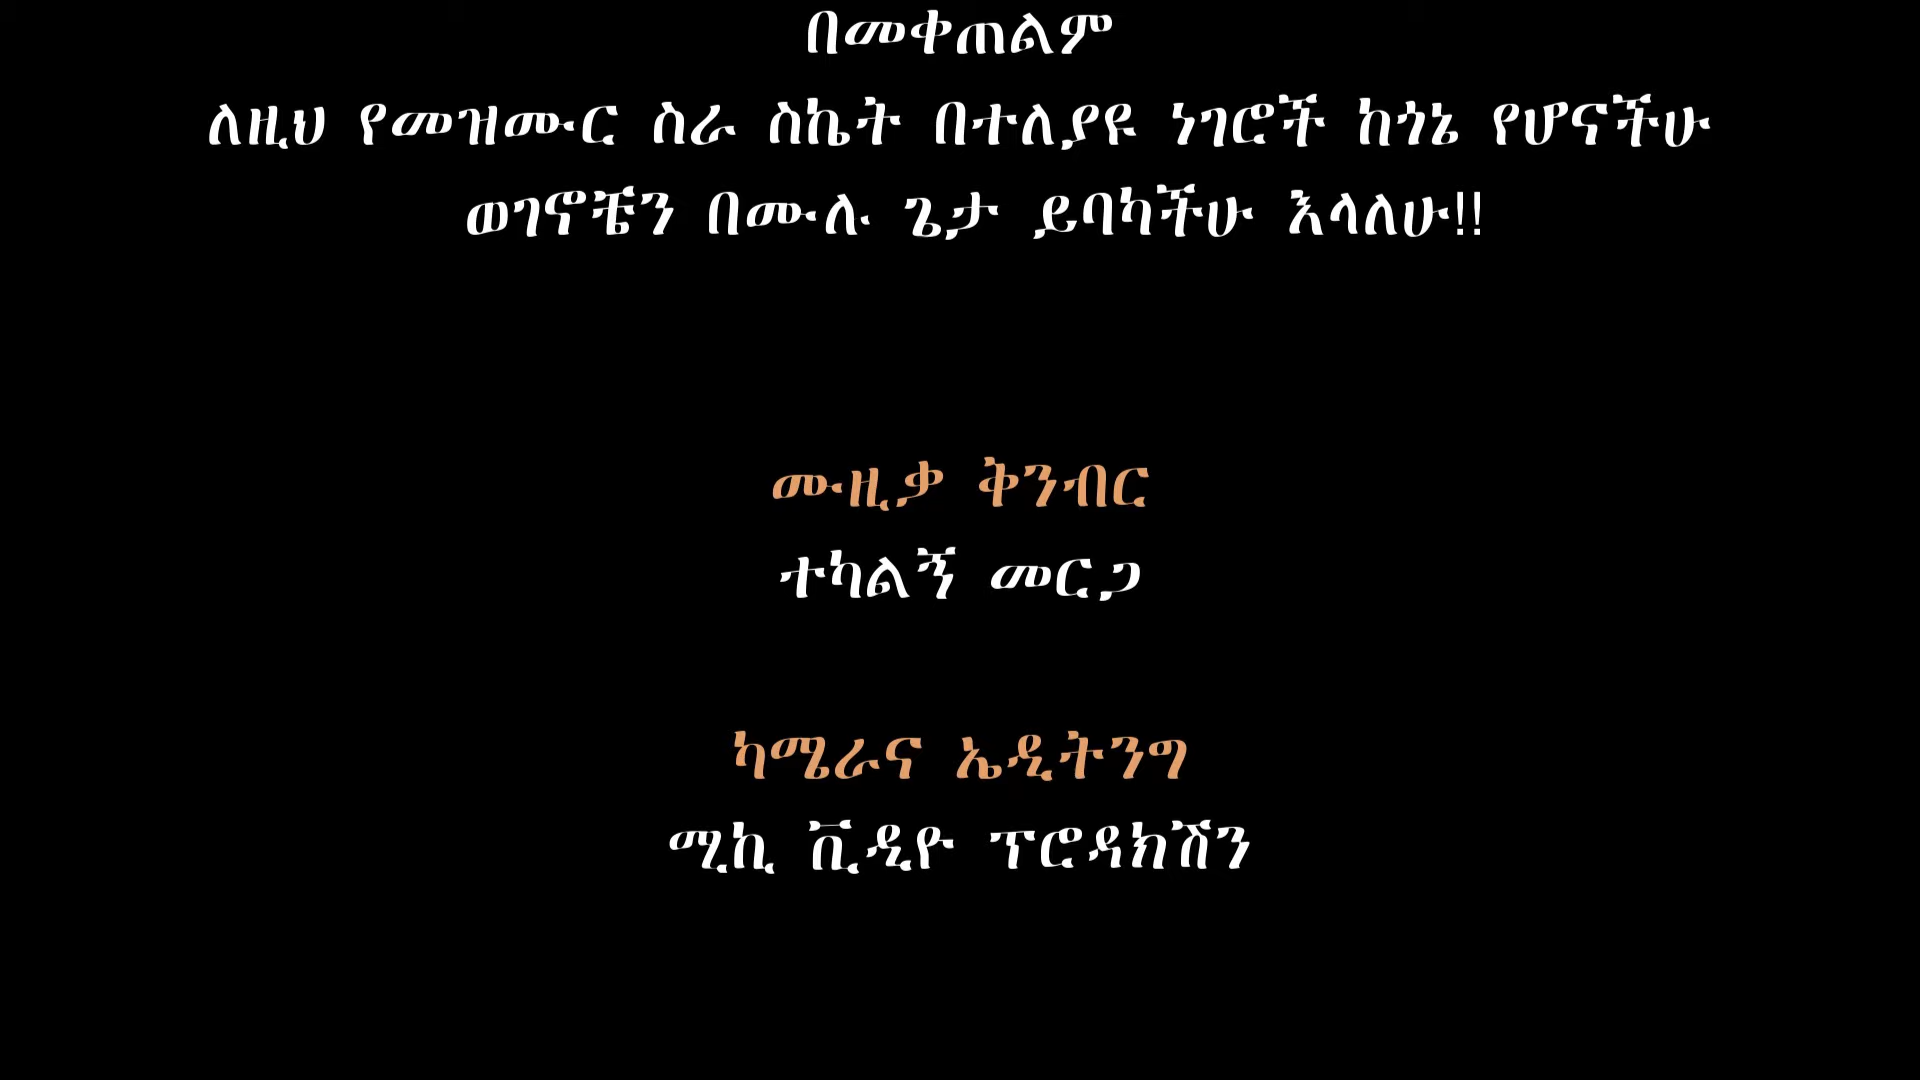 በመቀጠልም
ለዚህ የመዝሙር ስራ ስኬት በተለያዩ ነገሮች ከጎኔ የሆናችሁ
ወገኖቼን በሙሉ ጌታ ይባካችሁ እላለሁ!!
ሙዚቃ ቅንብር
ተካልኝ መርጋ
ካሜራና ኤዲትንግ
ሚኪ ቪዲዮ ፕሮዳክሽን